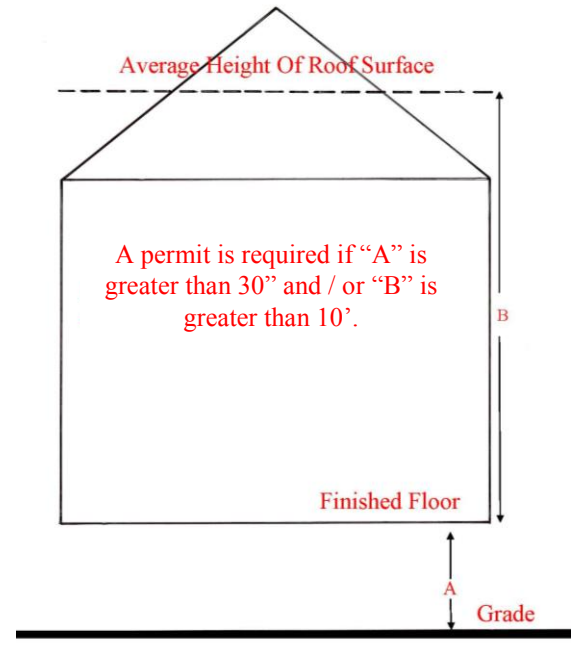 Average Height Of Roof Surface
A permit is required if “A” is
greater than 30” and / or “B” is
greater than 10’.
B
Finished Floor
A
Grade